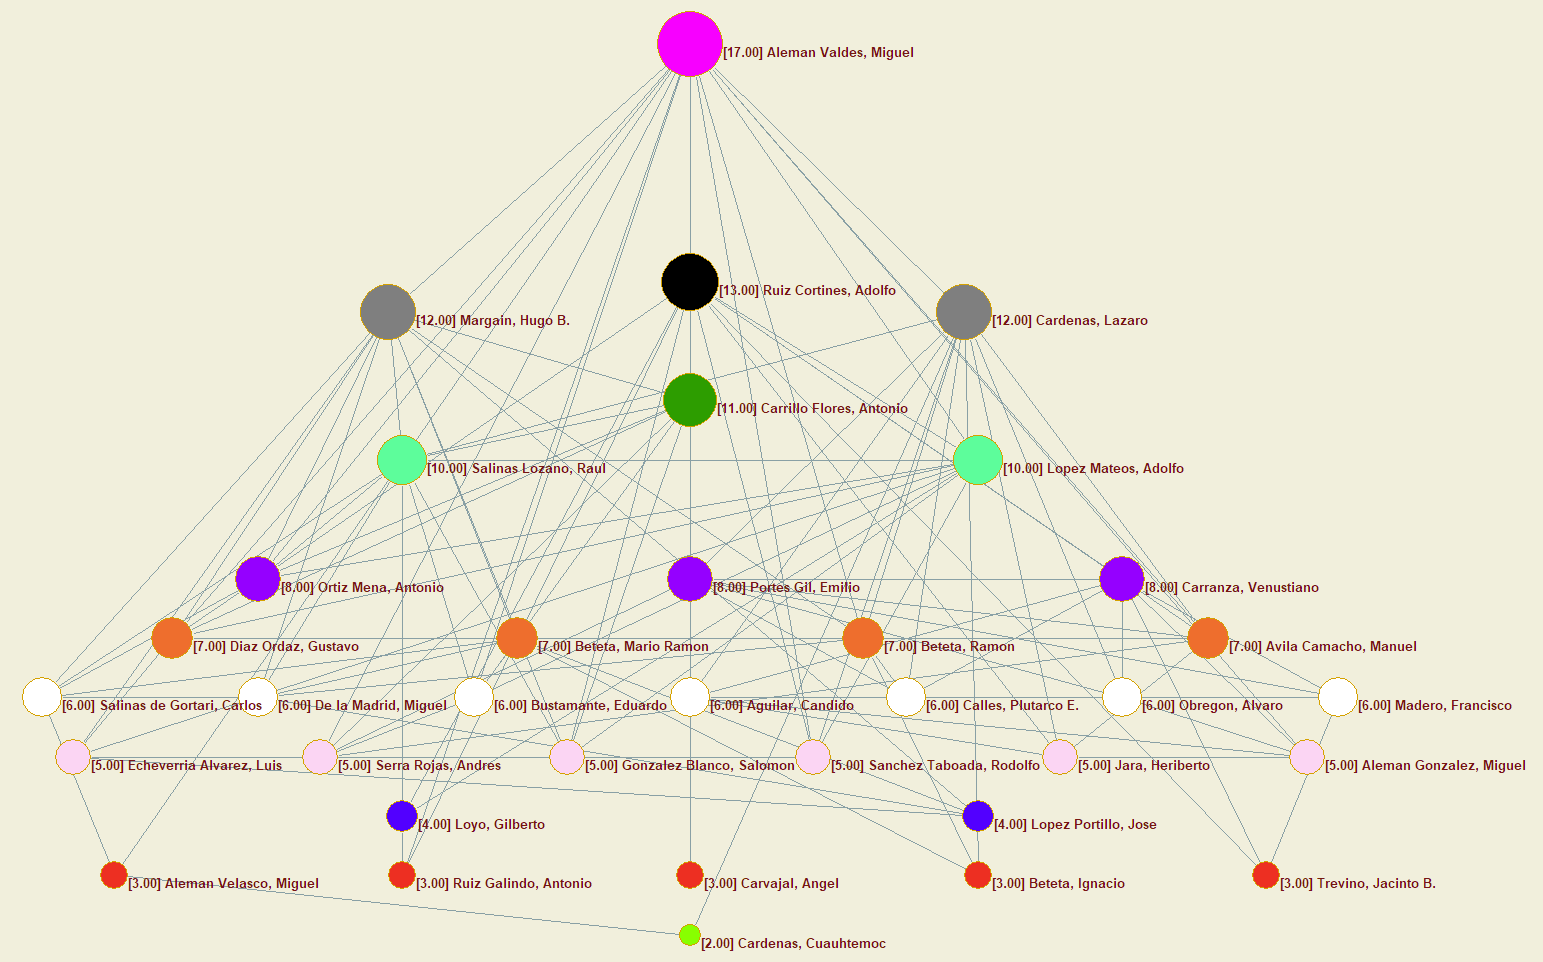 [17.00] Aleman Valdes, Miguel
[13.00] Ruiz Cortines, Adolfo
[12.00] Margain, Hugo B.
[12.00] Cardenas, Lazaro
[11.00] Carrillo Flores, Antonio
[10.00] Salinas Lozano, Raul
[10.00] Lopez Mateos, Adolfo
[8.00] Ortiz Mena, Antonio
[8.00] Portes Gil, Emilio
[8.00] Carranza, Venustiano
[7.00] Diaz Ordaz, Gustavo
[7.00] Beteta, Mario Ramon
[7.00] Beteta, Ramon
[7.00] Avila Camacho, Manuel
[6.00] Salinas de Gortari, Carlos
[6.00] De la Madrid, Miguel
[6.00] Bustamante, Eduardo
[6.00] Aguilar, Candido
[6.00] Calles, Plutarco E.
[6.00] Obregon, Alvaro
[6.00] Madero, Francisco
[5.00] Echeverria Alvarez, Luis
[5.00] Serra Rojas, Andres
[5.00] Gonzalez Blanco, Salomon
[5.00] Sanchez Taboada, Rodolfo
[5.00] Jara, Heriberto
[5.00] Aleman Gonzalez, Miguel
[4.00] Loyo, Gilberto
[4.00] Lopez Portillo, Jose
[3.00] Aleman Velasco, Miguel
[3.00] Ruiz Galindo, Antonio
[3.00] Carvajal, Angel
[3.00] Beteta, Ignacio
[3.00] Trevino, Jacinto B.
[2.00] Cardenas, Cuauhtemoc